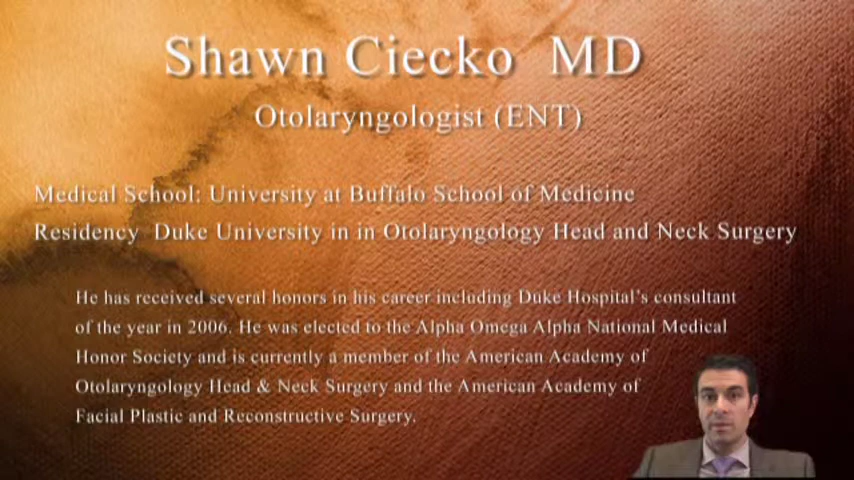 Shawn Ciecko MD
Otolaryngologist (ENT)
Medical School: University at Buffalo School of Medicine
Residency Duke University in in Otolaryngology Head and Neck Surgery
He has received several honors in his career including Duke Hospital's consultant
of the year in 2006. He was elected to the Alpha Omega Alpha National Medical
Honor Society and is currently a member of the American Academy of
Otolaryngology Head & Neck Surgery and the American Academy of
Facial Plastic and Reconstructive Surgery.